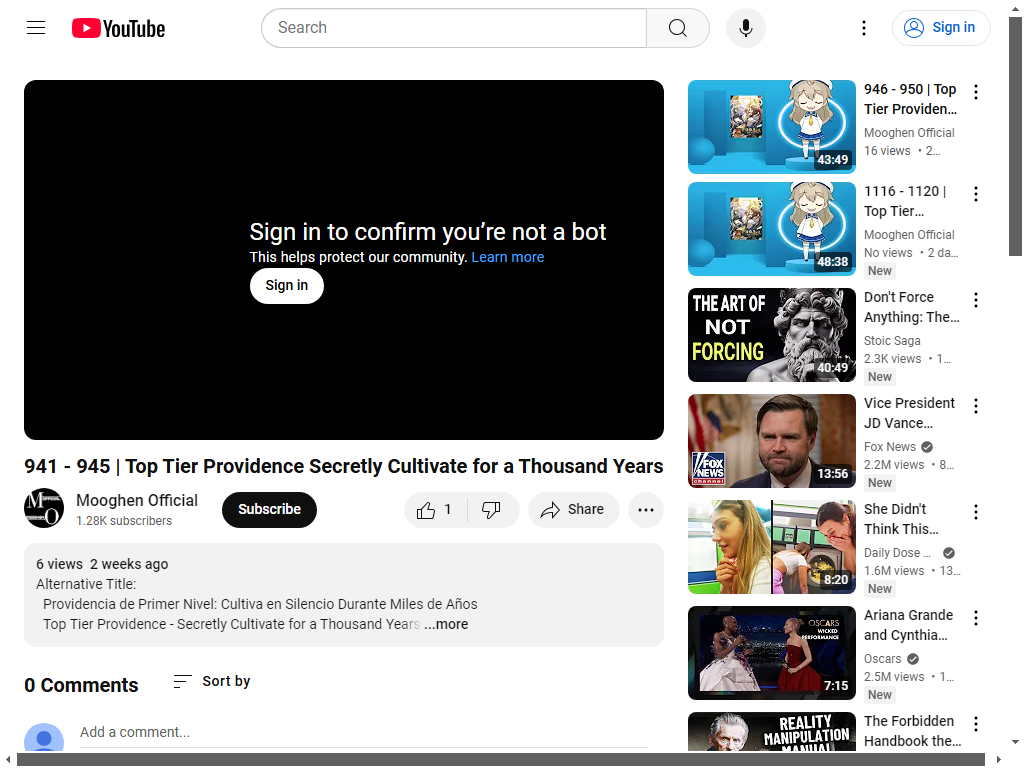 YouTube
Search
Sign in
Sign in to confirm you’re not a bot
This helps protect our community. Learn more
Sign in
941 - 945 | Top Tier Providence Secretly Cultivate for a Thousand Years
Mooghen Official
1.28K subscribers
Subscribe
1
Share
6 views 2 weeks ago
Alternative Title:
Providencia de Primer Nivel: Cultiva en Silencio Durante Miles de Años
Top Tier Providence - Secretly Cultivate for a Thousand Years ...more
0 Comments
Sort by
Add a comment...
43:49
946 - 950 | Top
Tier Providen...
Mooghen Official
16 views • 2...
48:38
1116 - 1120 |
Top Tier...
Mooghen Official
No views • 2 da...
New
THE ART OF
NOT
FORCING
40:49
Don't Force
Anything: The...
Stoic Saga
2.3K views • 1...
New
FOX
NEWS
channel
13:56
Vice President
JD Vance...
Fox News
2.2M views • 8...
New
8:20
She Didn't
Think This...
Daily Dose ...
1.6M views • 13...
New
OSCARS
WICKED
PERFORMANCE
7:15
Ariana Grande
and Cynthia...
Oscars
2.5M views • 1...
New
REALITY
MANIPULATION
MANUAL
The Forbidden
Handbook the...